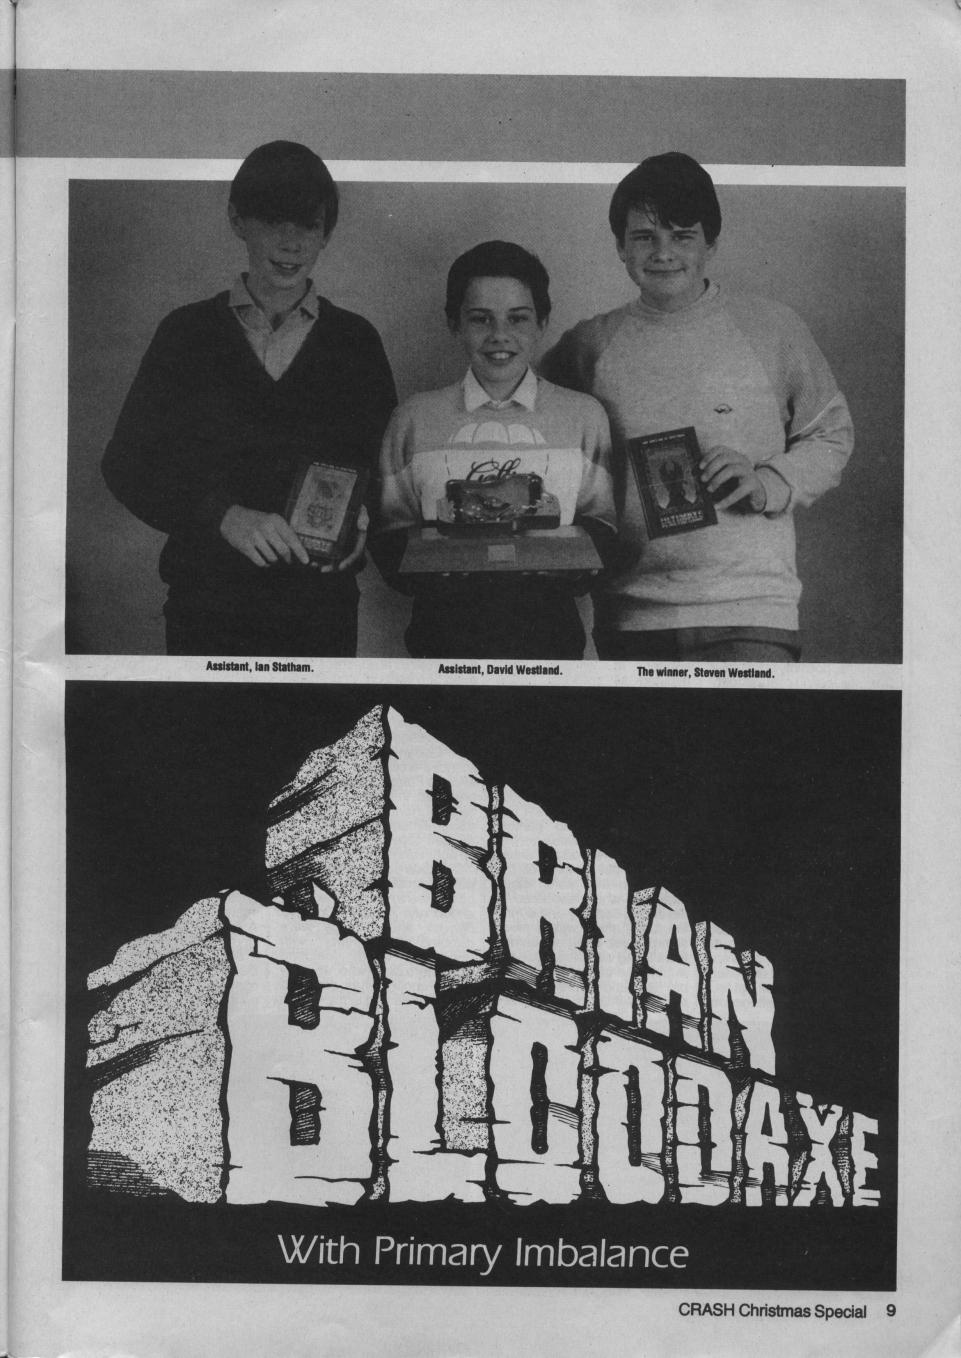 Assistant, Ian Statham.
Assistant, David Westland.
The winner, Steven Westland.
BRIAN
BLOODAXE
With Primary Imbalance
CRASH Christmas Special 9